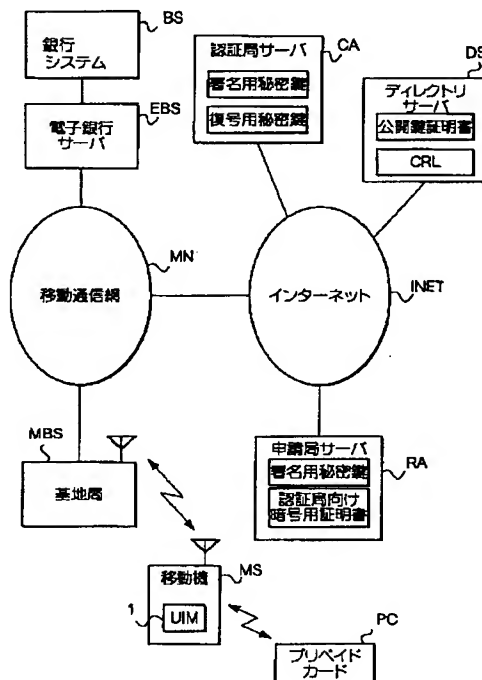 BS
銀行
システム
EBS
電子銀行
サーバ
認証局サーバ
CA
署名用秘密鍵
復号用秘密鍵
DS
ディレクトリ
サーバ
公開鍵証明書
CRL
MN
移動通信網
インターネット
INET
MBS
基地局
申請局サーバ
RA
署名用秘密鍵
認証局向け
暗号用証明書
移動機
MS
1
UIM
PC
プリペイド
カード